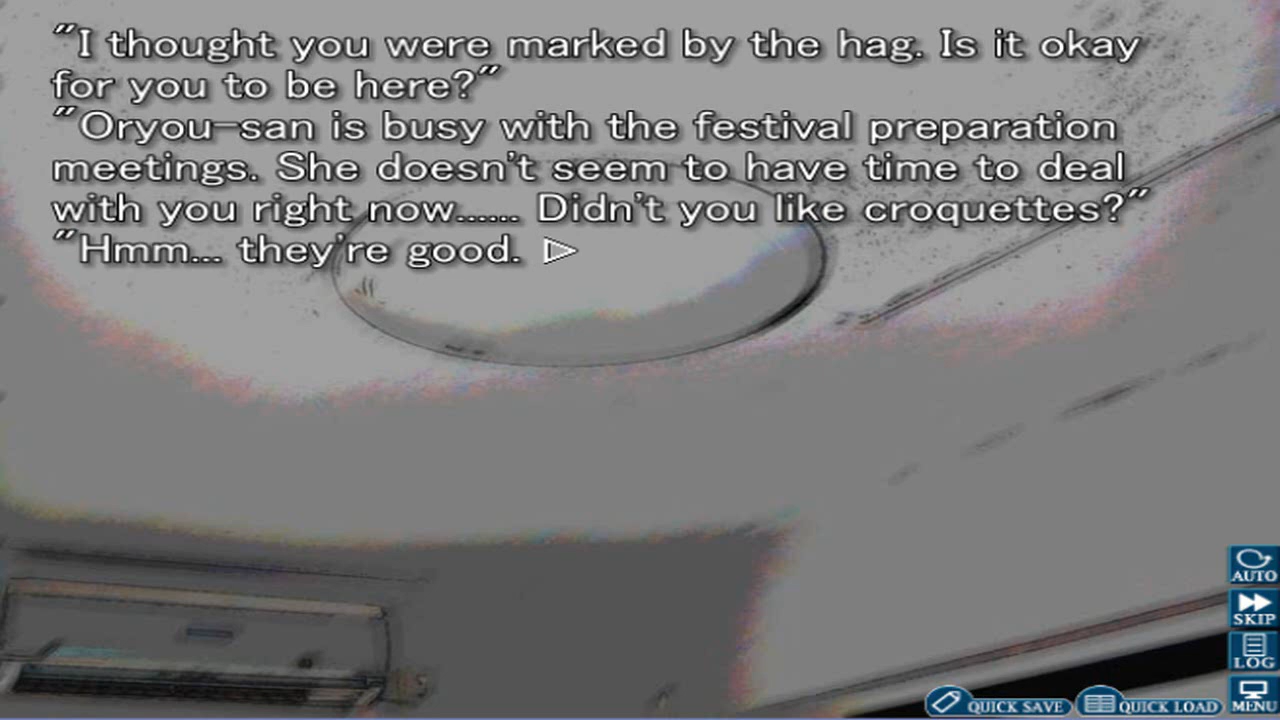 "I thought you were marked by the hag. Is it okay
for you to be here?"
"Oryou-san is busy with the festival preparation
meetings. She doesn't seem to have time to deal
with you right now...... Didn't you like croquettes?"
"Hmm... they're good.
AUTO
SKIP
LOG
QUICK SAVE
QUICK LOAD
MENU